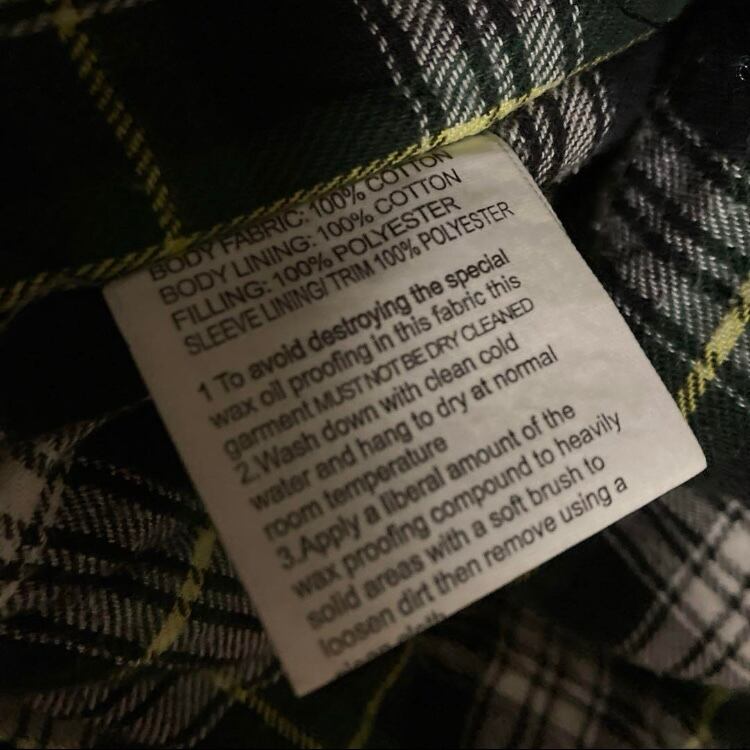 BODY FABRIC: 100% COTTON
BODY LINING: 100% COTTON
FILLING: 100% POLYESTER
SLEEVE LINING/ TRIM 100% POLYESTER
1 To avoid destroying the special
wax oil proofing in this fabric this
garment MUST NOT BE DRY CLEANED
2.Wash down with clean cold
water and hang to dry at normal
room temperature
3.Apply a liberal amount of the
wax proofing compound to heavily
solid areas with a soft brush to
loosen dirt then remove using a
clean cloth